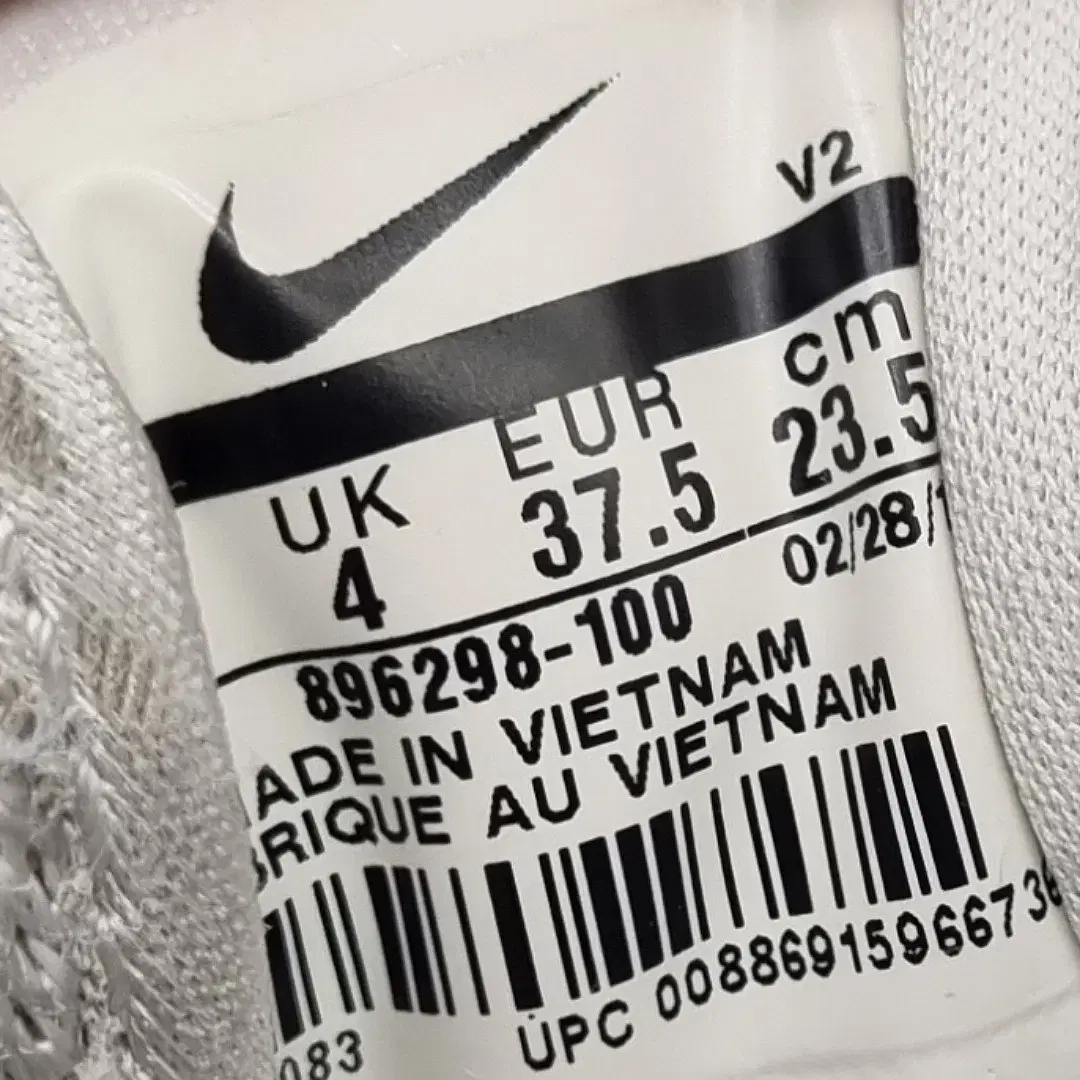 V2
UK EUR cm
4 37.5 23.5
02/28/1
896298-100
ADE IN VIETNAM
BRIQUE AU VIETNAM
083
UPC 00886915966736